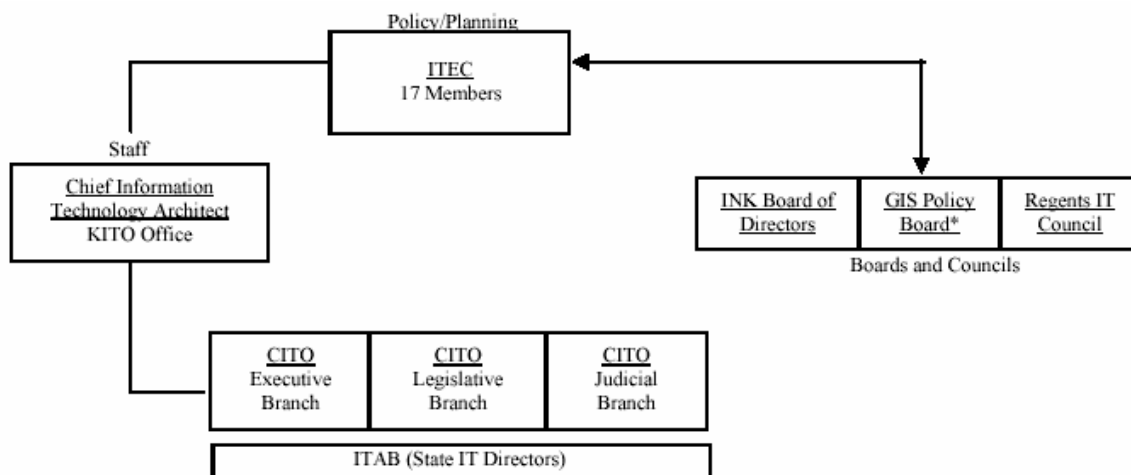 Policy/Planning
ITEC
17 Members
Staff
Chief Information
Technology Architect
KITO Office
INK Board of
Directors
GIS Policy
Board*
Regents IT
Council
Boards and Councils
CITO
Executive
Branch
CITO
Legislative
Branch
CITO
Judicial
Branch
ITAB (State IT Directors)